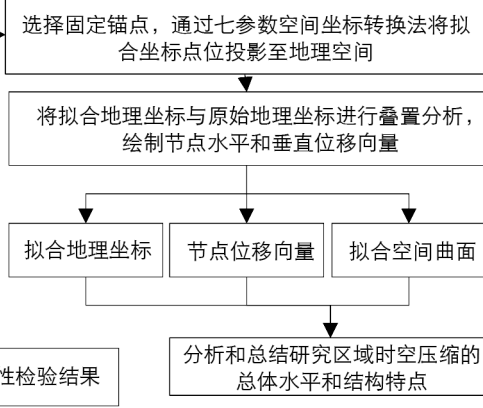 选择固定锚点，通过七参数空间坐标转换法将拟
合坐标点位投影至地理空间
将拟合地理坐标与原始地理坐标进行叠置分析，
绘制节点水平和垂直位移向量
拟合地理坐标
节点位移向量
拟合空间曲面
分析和总结研究区域时空压缩的
总体水平和结构特点
性检验结果